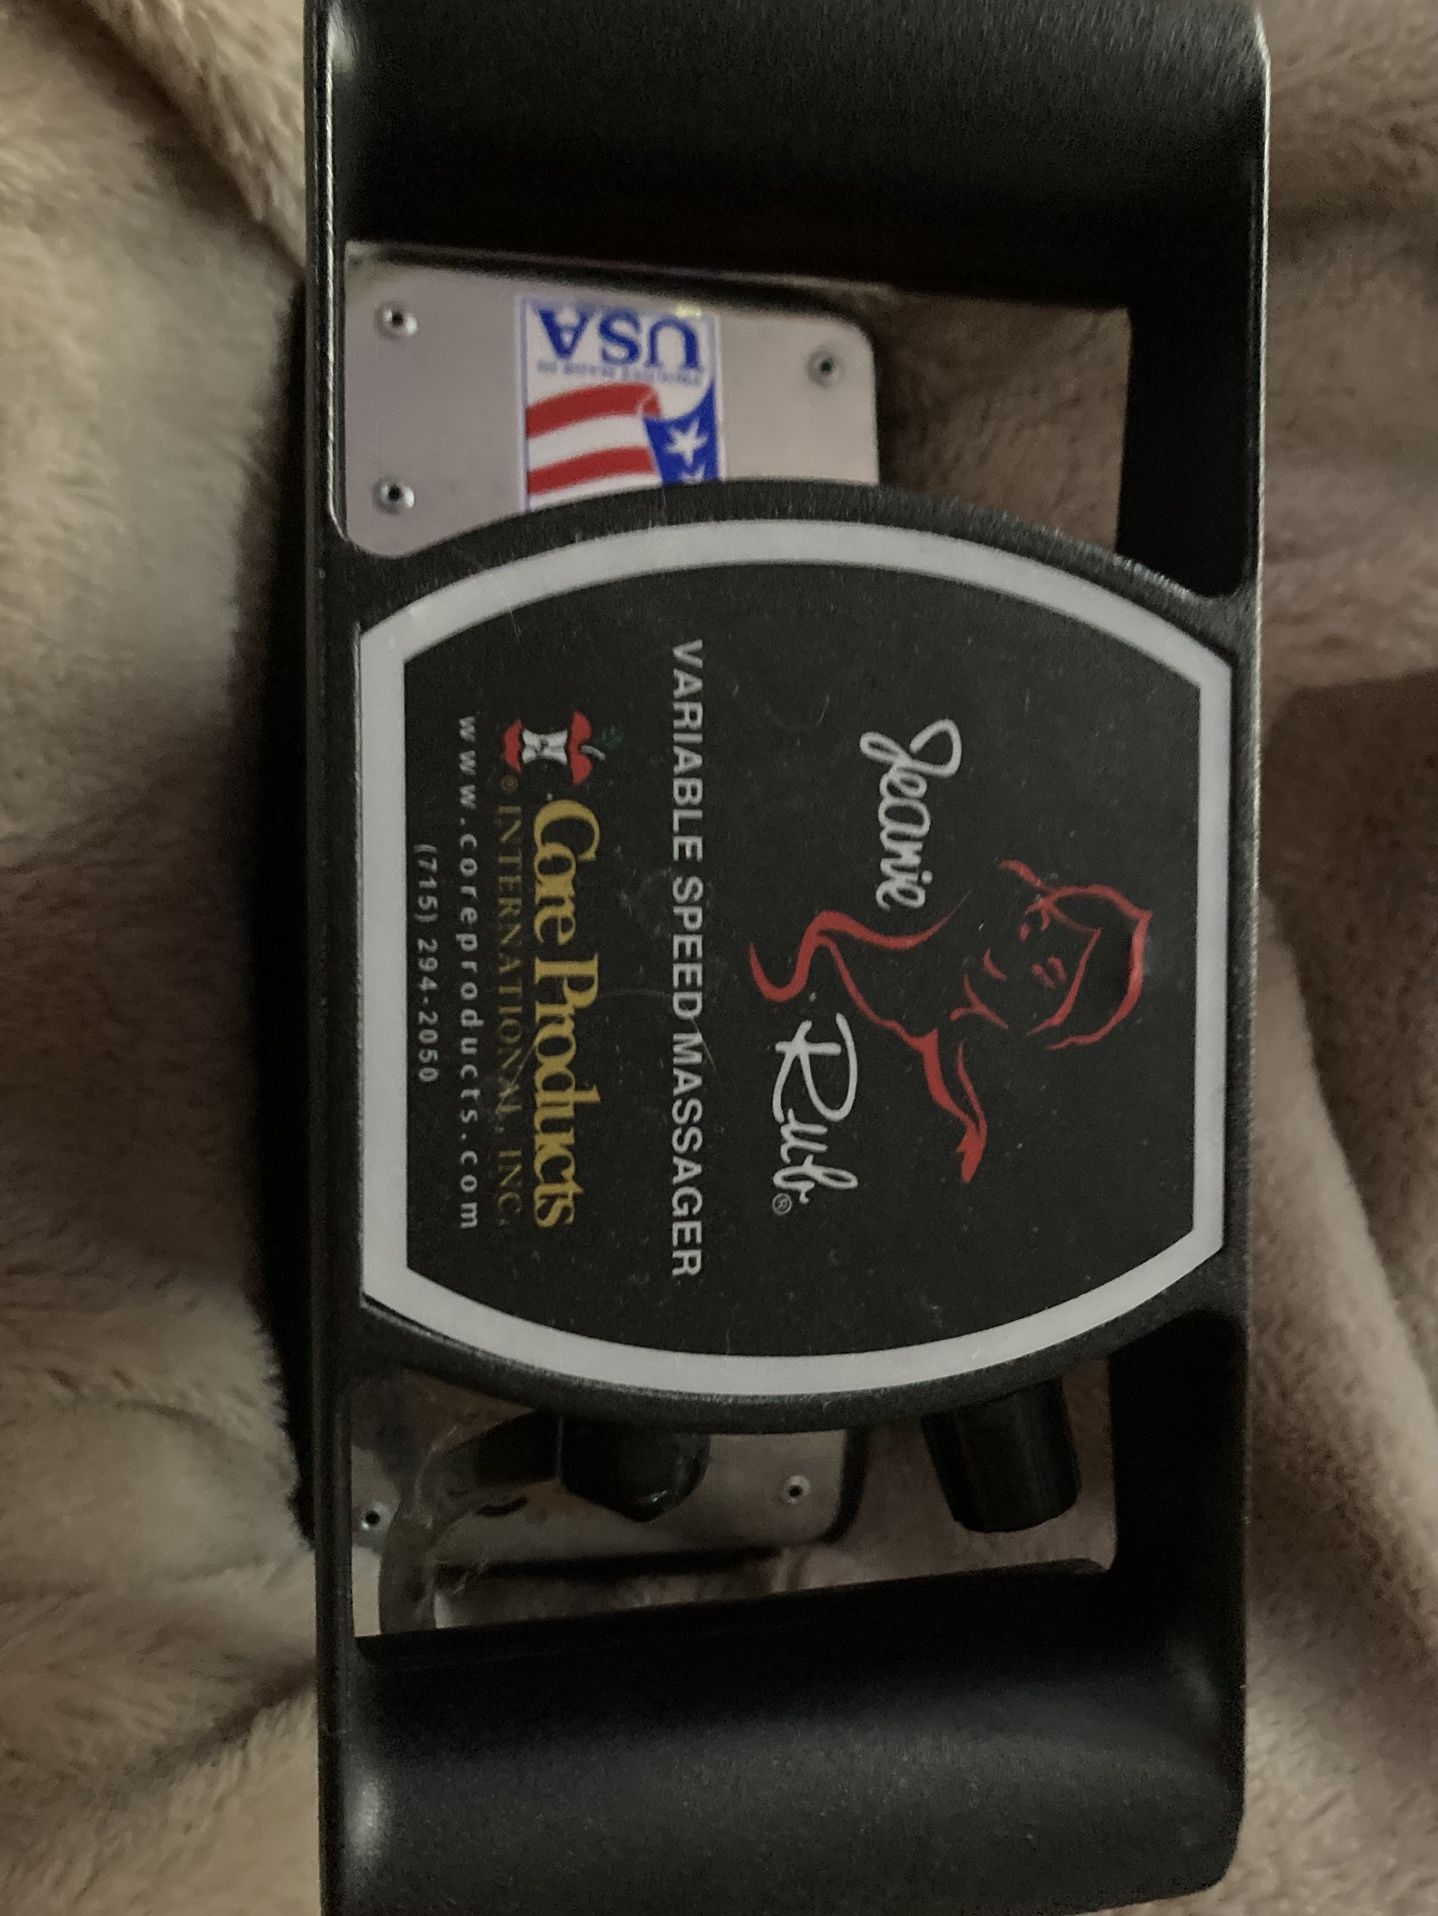 Jeanie
Rub®
VARIABLE SPEED MASSAGER
Core Products
® INTERNATIONAL, INC.
www.coreproducts.com
(715) 294-2050
USA